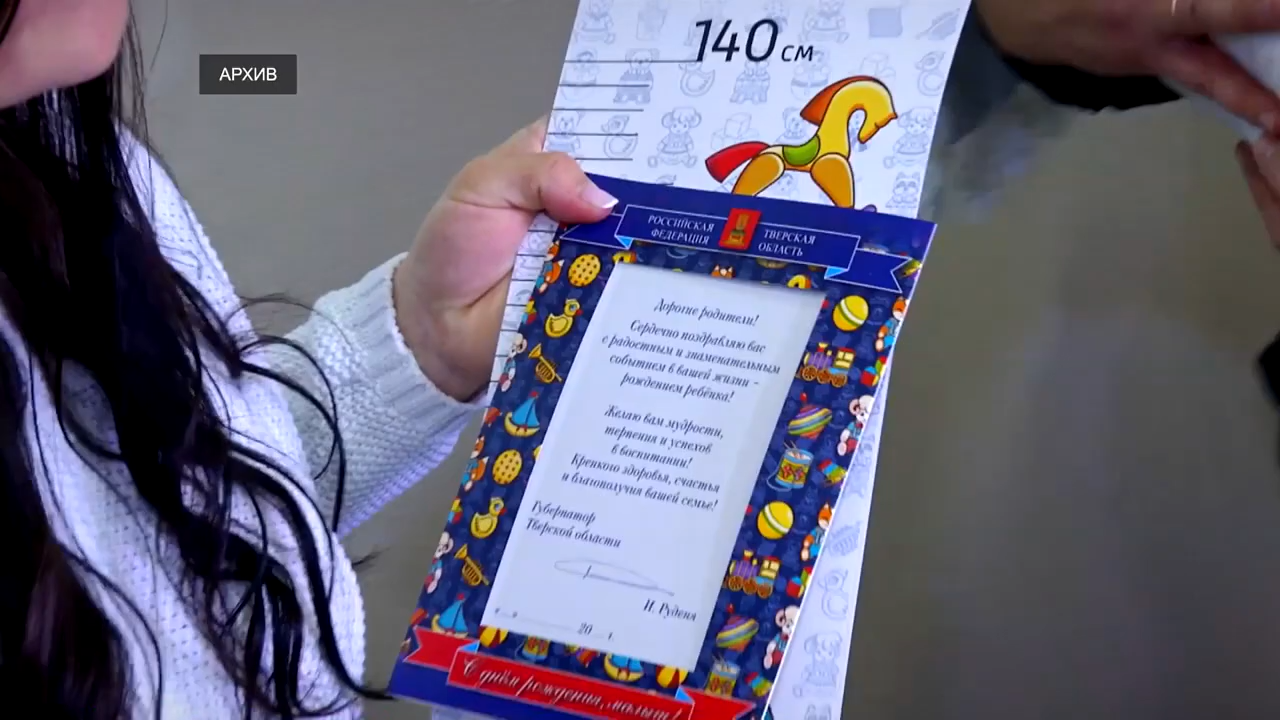 АРХИВ
140 см
РОССИЙСКАЯ ФЕДЕРАЦИЯ
ТВЕРСКАЯ ОБЛАСТЬ
Дорогие родители!
Сердечно поздравляю вас
с радостным и знаменательным
событием в вашей жизни –
рождением ребёнка!
Желаю вам мудрости,
терпения и успехов
в воспитании!
Крепкого здоровья, счастья
и благополучия вашей семье!
Губернатор
Тверской области
И. Руденя
20 г.
С днём рождения, малыш!